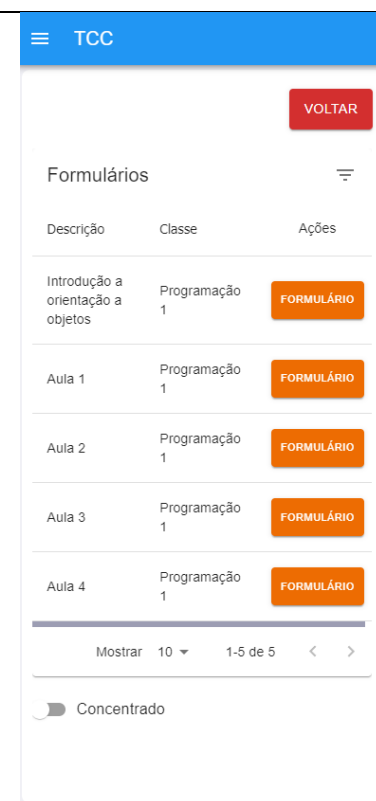 TCC
VOLTAR
Formulários
Descrição Classe Ações
Introdução a
orientação a
objetos
Programação
1
FORMULÁRIO
Aula 1
Programação
1
FORMULÁRIO
Aula 2
Programação
1
FORMULÁRIO
Aula 3
Programação
1
FORMULÁRIO
Aula 4
Programação
1
FORMULÁRIO
Mostrar 10 1-5 de 5
Concentrado